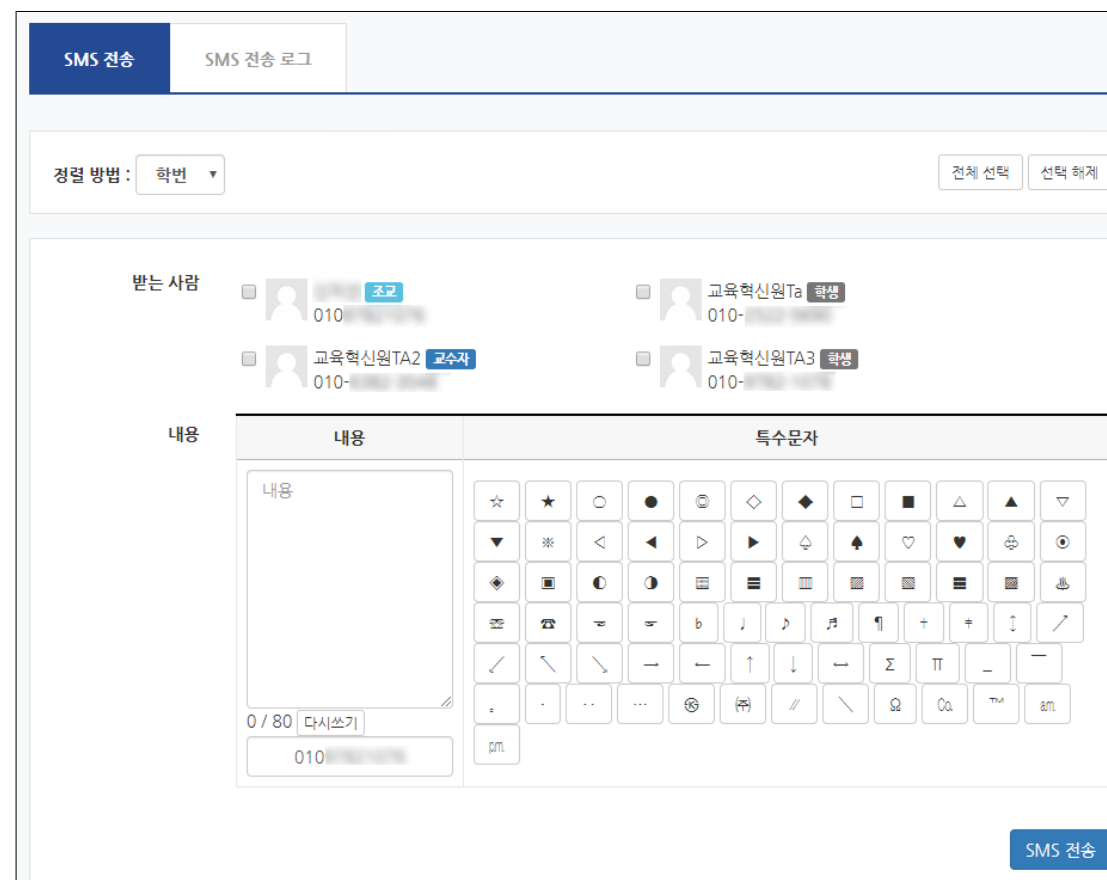 SMS 전송 SMS 전송 로그
정렬 방법 : 학번 ▼ 전체 선택 선택 해제
받는 사람
조교
010
교육혁신원Ta 학생
010-
교육혁신원TA2 교수자
010-
교육혁신원TA3 학생
010-
내용
내용 특수문자
내용
☆ ★ ○ ● ◎ ◇ ◆ □ ■ △ ▲ ▽
▼ ※ ◁ ◀ ▷ ▶ ♤ ♠ ♡ ♥ ♧ ⊙
◈ ▣ ◐ ◑ ▤ ▥ ▨ ▧ ▦ ▩ ♨
☏ ☎ ☜ ☞ ♭ ♩ ♪ ♬ ¶ † ‡ ↕ ↗
↙ ↖ ↘ → ← ↑ ↓ ↔ Σ Π _ ￣
。 · ‥ … ㉿ ㈜ ∥ ＼ Ω ㏇ ™ ㏂
㏘
0 / 80 다시쓰기
010
SMS 전송